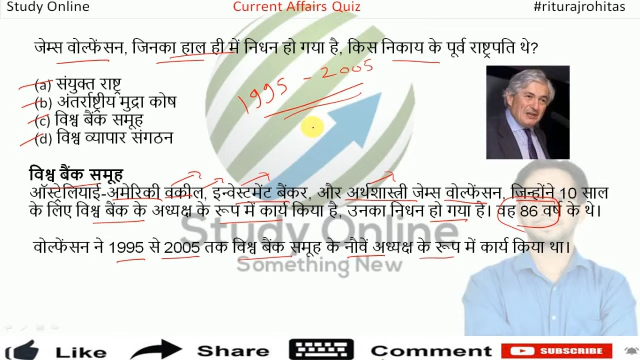 Study Online Current Affairs Quiz #riturajrohitas
जेम्स वोल्फेंसन, जिनका हाल ही में निधन हो गया है, किस निकाय के पूर्व राष्ट्रपति थे?
(a) संयुक्त राष्ट्र
(b) अंतर्राष्ट्रीय मुद्रा कोष
(c) विश्व बैंक समूह
(d) विश्व व्यापार संगठन
1995 - 2005
विश्व बैंक समूह
ऑस्ट्रेलियाई-अमेरिकी वकील, इन्वेस्टमेंट बैंकर, और अर्थशास्त्री जेम्स वोल्फेंसन, जिन्होंने 10 साल
के लिए विश्व बैंक के अध्यक्ष के रूप में कार्य किया है, उनका निधन हो गया है। वह 86 वर्ष के थे।
वोल्फेंसन ने 1995 से 2005 तक विश्व बैंक समूह के नौवें अध्यक्ष के रूप में कार्य किया था।
Study Online
Something New
Like Share Comment SUBSCRIBE